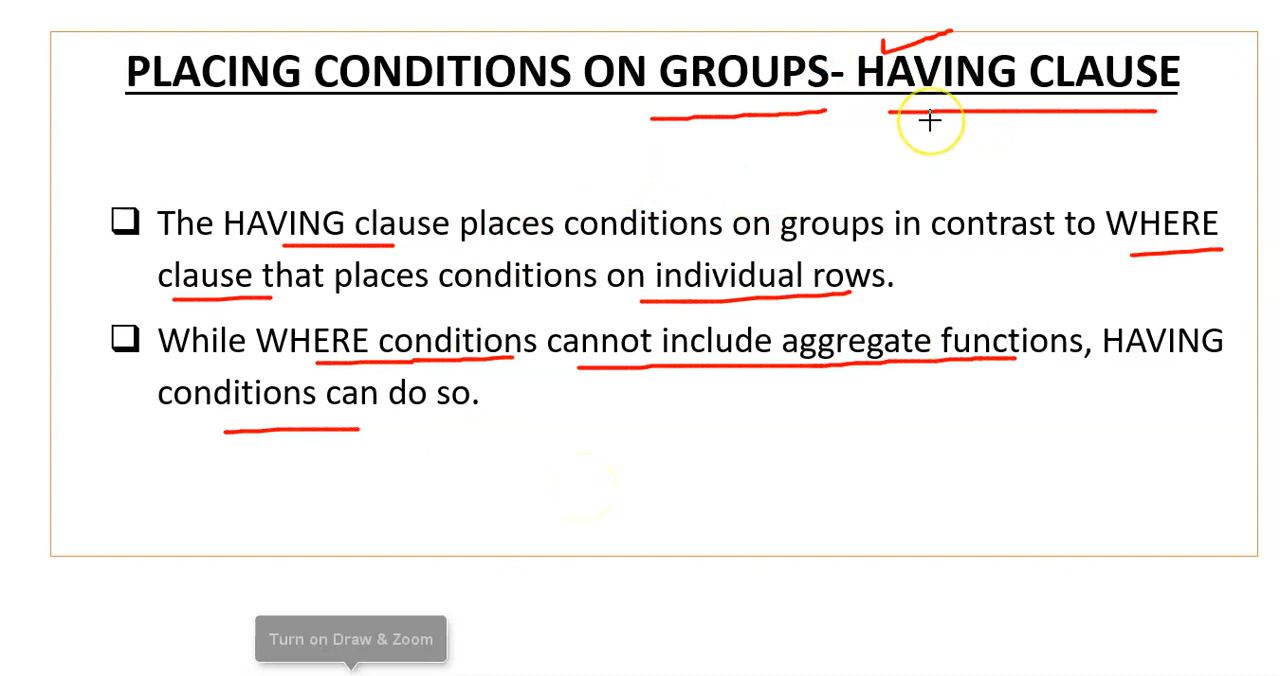 PLACING CONDITIONS ON GROUPS- HAVING CLAUSE
The HAVING clause places conditions on groups in contrast to WHERE
clause that places conditions on individual rows.
While WHERE conditions cannot include aggregate functions, HAVING
conditions can do so.
Turn on Draw & Zoom